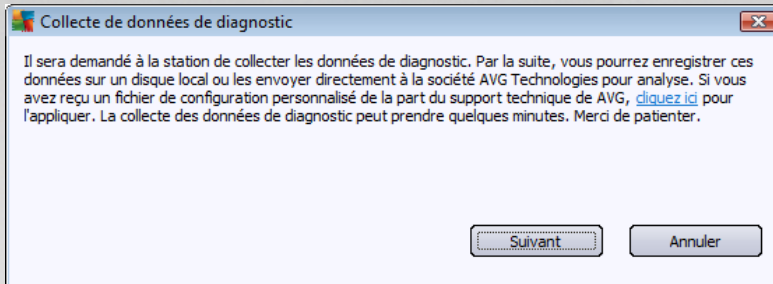 Collecte de données de diagnostic
Il sera demandé à la station de collecter les données de diagnostic. Par la suite, vous pourrez enregistrer ces
données sur un disque local ou les envoyer directement à la société AVG Technologies pour analyse. Si vous
avez reçu un fichier de configuration personnalisé de la part du support technique de AVG, cliquez ici pour
l'appliquer. La collecte des données de diagnostic peut prendre quelques minutes. Merci de patienter.
Suivant Annuler